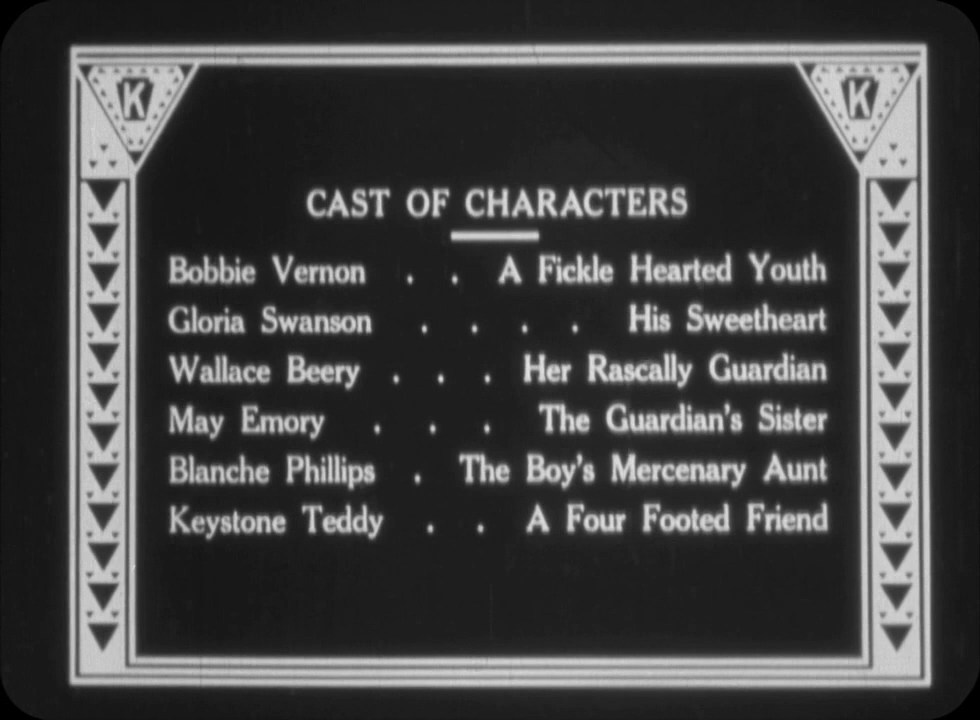 K K
CAST OF CHARACTERS
Bobbie Vernon . . A Fickle Hearted Youth
Gloria Swanson . . . . His Sweetheart
Wallace Beery . . . Her Rascally Guardian
May Emory . . . The Guardian's Sister
Blanche Phillips . The Boy's Mercenary Aunt
Keystone Teddy . . A Four Footed Friend